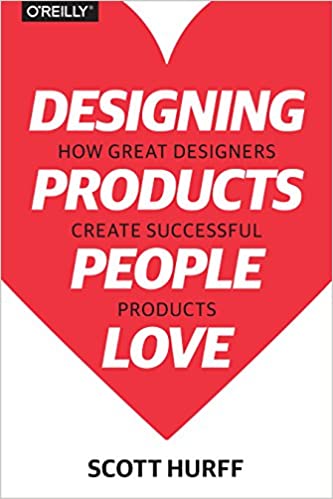 O'REILLY®
DESIGNING
HOW GREAT DESIGNERS
PRODUCTS
CREATE SUCCESSFUL
PEOPLE
PRODUCTS
LOVE
SCOTT HURFF